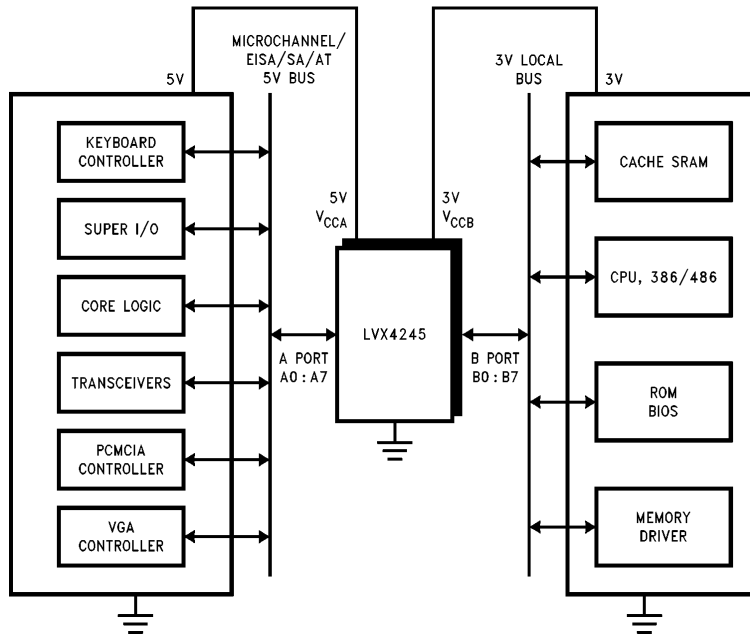 MICROCHANNEL/
EISA/SA/AT
5V BUS
5V
3V LOCAL
BUS
3V
KEYBOARD
CONTROLLER
SUPER I/O
CORE LOGIC
TRANSCEIVERS
PCMCIA
CONTROLLER
VGA
CONTROLLER
5V
VCCA
3V
VCCB
LVX4245
A PORT
A0:A7
B PORT
B0:B7
CACHE SRAM
CPU, 386/486
ROM
BIOS
MEMORY
DRIVER